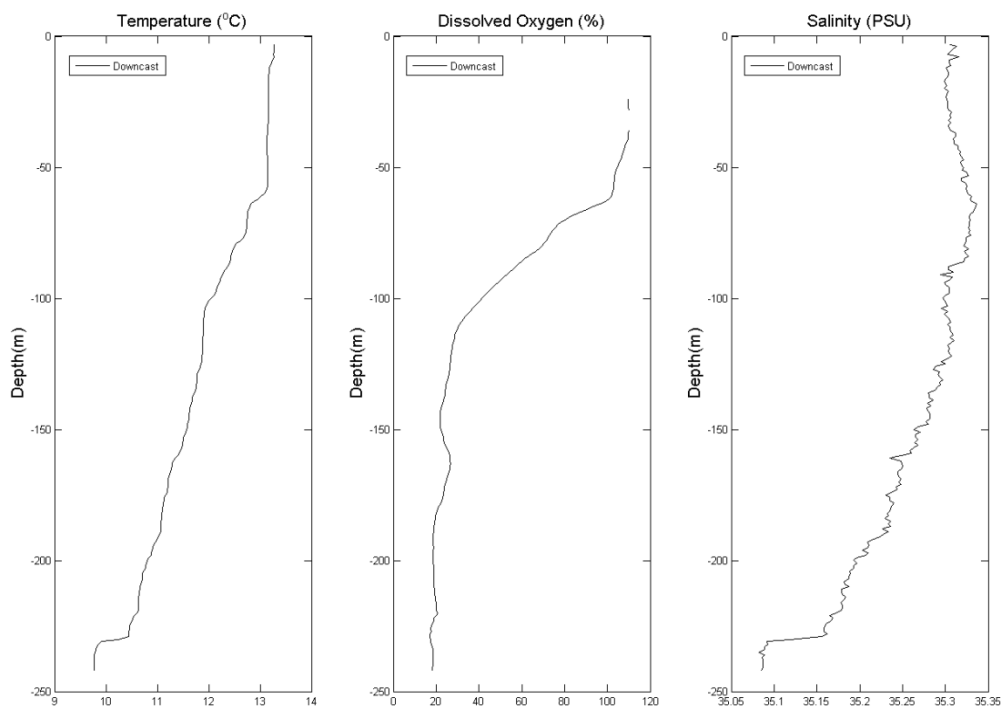 Temperature (°C)
Dissolved Oxygen (%)
Salinity (PSU)
Downcast
Downcast
Downcast
Depth(m)
Depth(m)
Depth(m)
0
-50
-100
-150
-200
-250
9 10 11 12 13 14
0
-50
-100
-150
-200
-250
0 20 40 60 80 100 120
0
-50
-100
-150
-200
-250
35.05 35.1 35.15 35.2 35.25 35.3 35.35